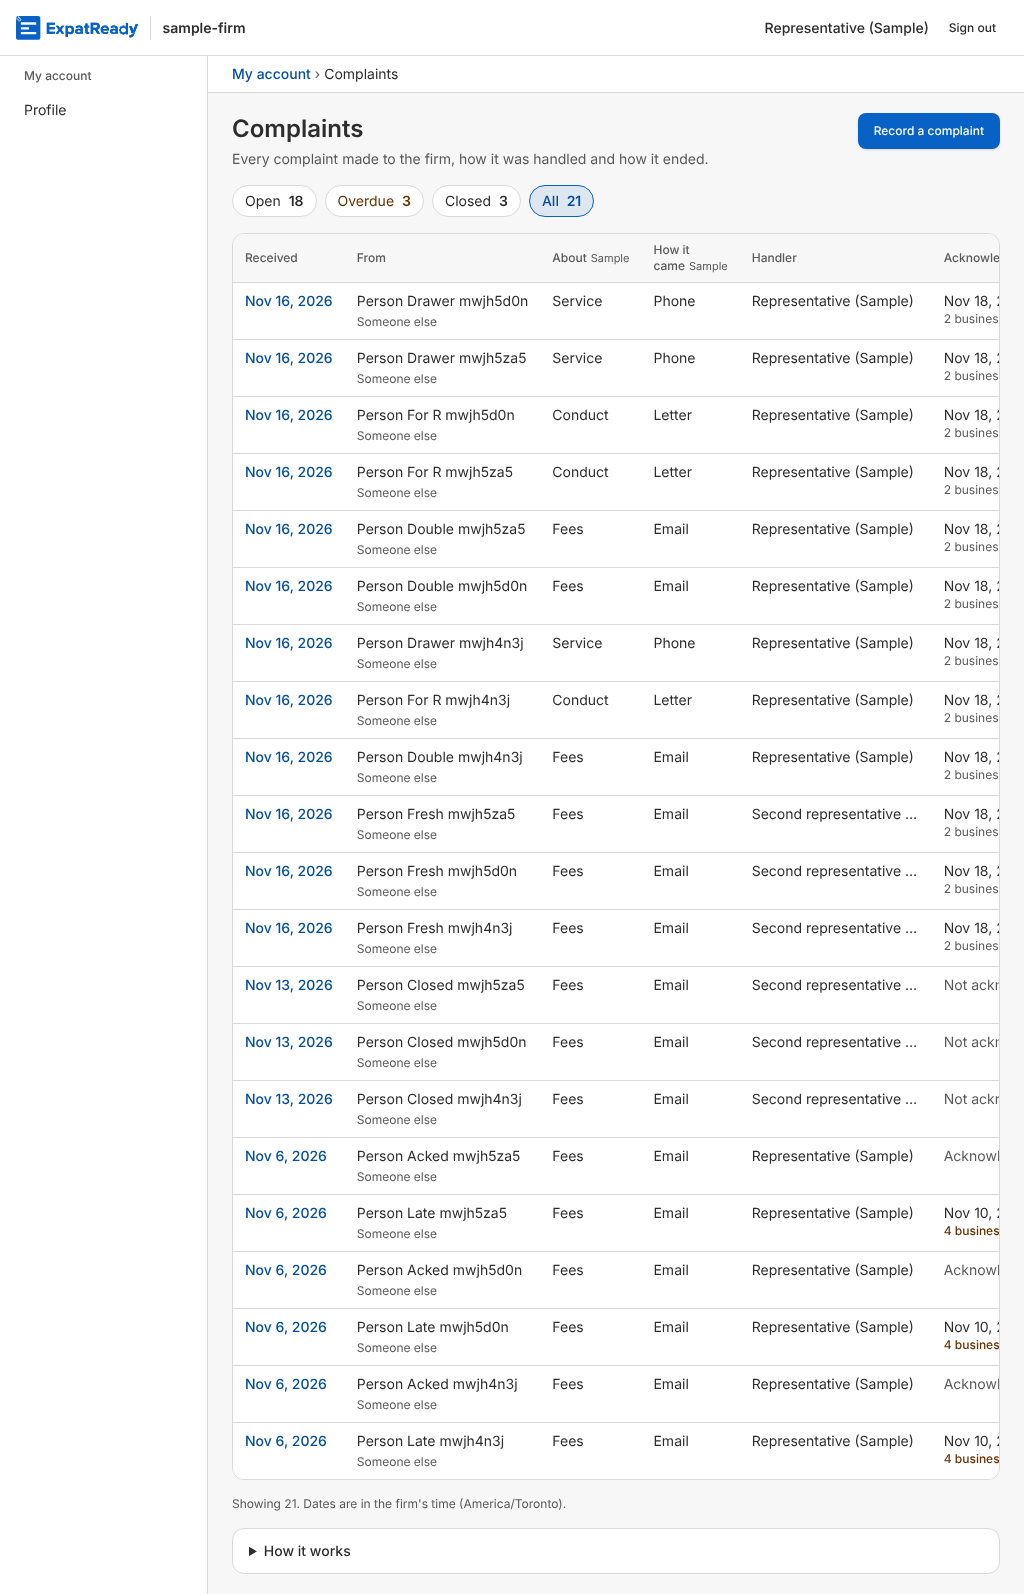 ExpatReady sample-firm Representative (Sample) Sign out
My account
Profile
My account › Complaints
Complaints
Record a complaint
Every complaint made to the firm, how it was handled and how it ended.
Open 18 Overdue 3 Closed 3 All 21
Received From About Sample How it came Sample Handler Acknowle
Nov 16, 2026 Person Drawer mwjh5d0n Service Phone Representative (Sample) Nov 18,
Someone else 2 busines
Nov 16, 2026 Person Drawer mwjh5za5 Service Phone Representative (Sample) Nov 18,
Someone else 2 busines
Nov 16, 2026 Person For R mwjh5d0n Conduct Letter Representative (Sample) Nov 18,
Someone else 2 busines
Nov 16, 2026 Person For R mwjh5za5 Conduct Letter Representative (Sample) Nov 18,
Someone else 2 busines
Nov 16, 2026 Person Double mwjh5za5 Fees Email Representative (Sample) Nov 18,
Someone else 2 busines
Nov 16, 2026 Person Double mwjh5d0n Fees Email Representative (Sample) Nov 18,
Someone else 2 busines
Nov 16, 2026 Person Drawer mwjh4n3j Service Phone Representative (Sample) Nov 18,
Someone else 2 busines
Nov 16, 2026 Person For R mwjh4n3j Conduct Letter Representative (Sample) Nov 18,
Someone else 2 busines
Nov 16, 2026 Person Double mwjh4n3j Fees Email Representative (Sample) Nov 18,
Someone else 2 busines
Nov 16, 2026 Person Fresh mwjh5za5 Fees Email Second representative ... Nov 18,
Someone else 2 busines
Nov 16, 2026 Person Fresh mwjh5d0n Fees Email Second representative ... Nov 18,
Someone else 2 busines
Nov 16, 2026 Person Fresh mwjh4n3j Fees Email Second representative ... Nov 18,
Someone else 2 busines
Nov 13, 2026 Person Closed mwjh5za5 Fees Email Second representative ... Not ackn
Someone else
Nov 13, 2026 Person Closed mwjh5d0n Fees Email Second representative ... Not ackn
Someone else
Nov 13, 2026 Person Closed mwjh4n3j Fees Email Second representative ... Not ackn
Someone else
Nov 6, 2026 Person Acked mwjh5za5 Fees Email Representative (Sample) Acknowl
Someone else
Nov 6, 2026 Person Late mwjh5za5 Fees Email Representative (Sample) Nov 10,
Someone else 4 busines
Nov 6, 2026 Person Acked mwjh5d0n Fees Email Representative (Sample) Acknowl
Someone else
Nov 6, 2026 Person Late mwjh5d0n Fees Email Representative (Sample) Nov 10,
Someone else 4 busines
Nov 6, 2026 Person Acked mwjh4n3j Fees Email Representative (Sample) Acknowl
Someone else
Nov 6, 2026 Person Late mwjh4n3j Fees Email Representative (Sample) Nov 10,
Someone else 4 busines
Showing 21. Dates are in the firm's time (America/Toronto).
How it works